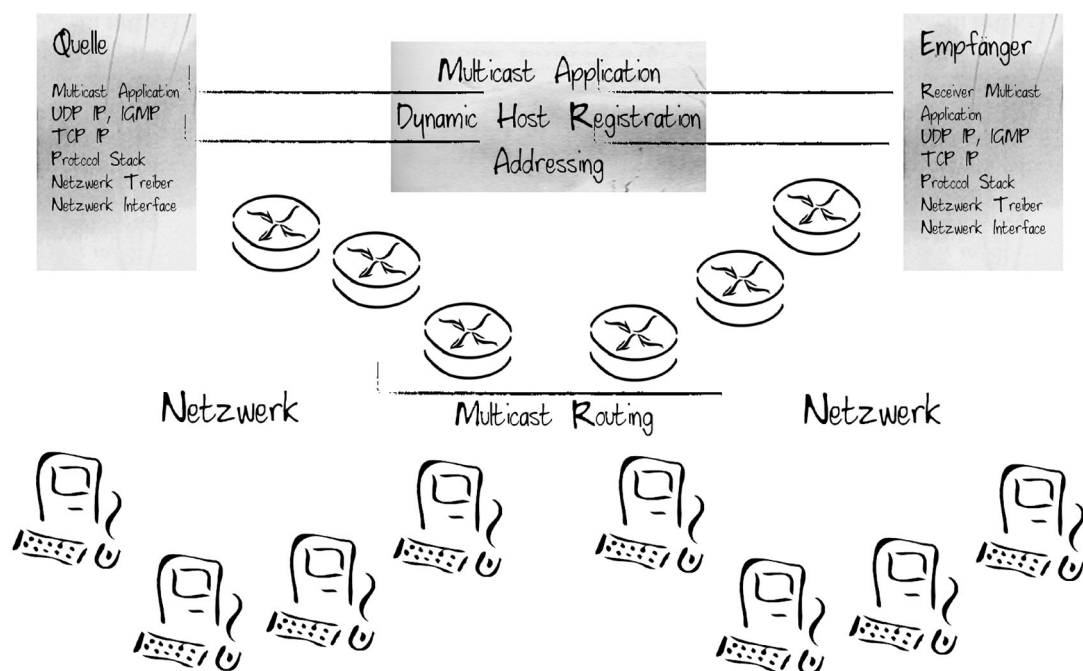 Quelle
Multicast Application
UDP IP, IGMP
TCP IP
Protocol Stack
Netzwerk Treiber
Netzwerk Interface
Multicast Application
Dynamic Host Registration
Addressing
Empfänger
Receiver Multicast
Application
UDP IP, IGMP
TCP IP
Protocol Stack
Netzwerk Treiber
Netzwerk Interface
Netzwerk
Multicast Routing
Netzwerk